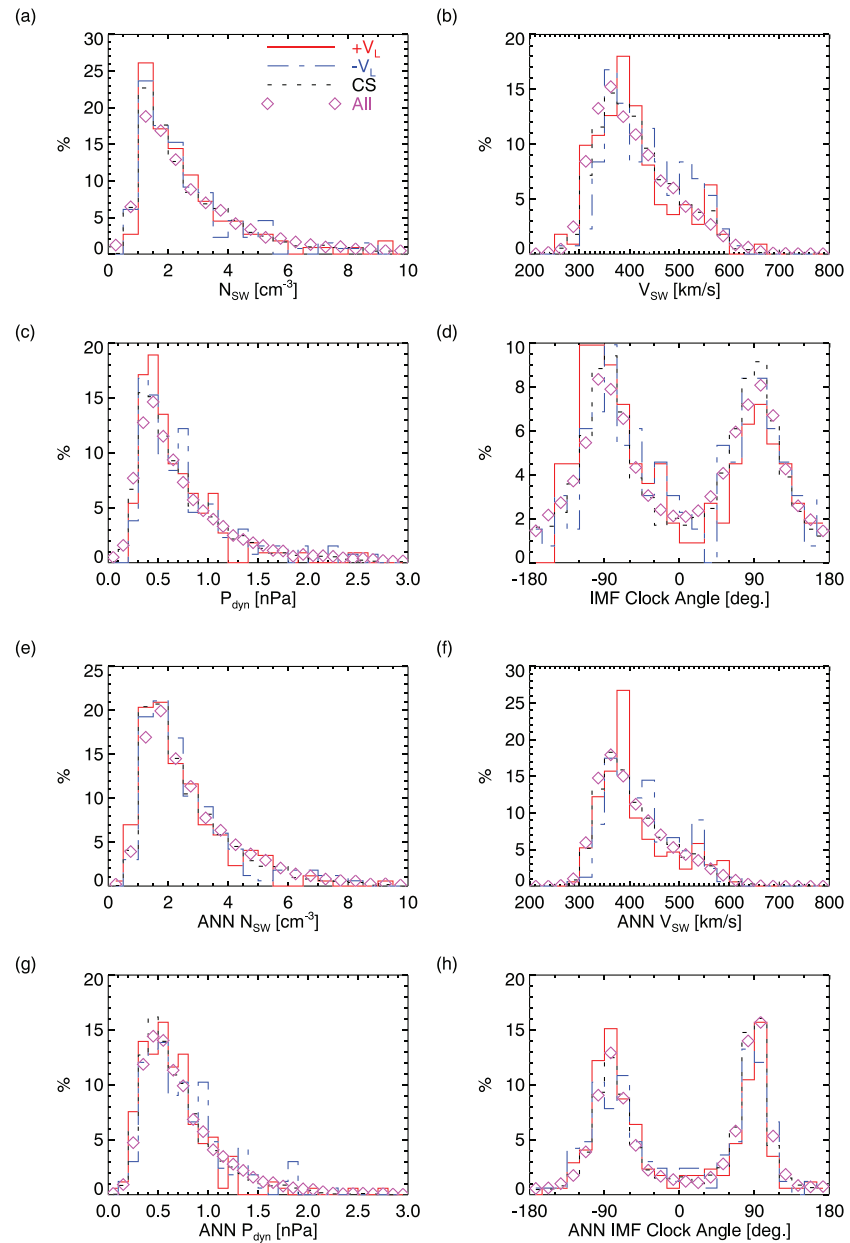 (a)
30
25
20
15
10
5
0
%
0 2 4 6 8 10
N_SW [cm⁻³]
+V_L
-V_L
CS
All
(b)
20
15
10
5
0
%
200 300 400 500 600 700 800
V_SW [km/s]
(c)
20
15
10
5
0
%
0.0 0.5 1.0 1.5 2.0 2.5 3.0
P_dyn [nPa]
(d)
10
8
6
4
2
0
%
-180 -90 0 90 180
IMF Clock Angle [deg.]
(e)
25
20
15
10
5
0
%
0 2 4 6 8 10
ANN N_SW [cm⁻³]
(f)
30
25
20
15
10
5
0
%
200 300 400 500 600 700 800
ANN V_SW [km/s]
(g)
20
15
10
5
0
%
0.0 0.5 1.0 1.5 2.0 2.5 3.0
ANN P_dyn [nPa]
(h)
20
15
10
5
0
%
-180 -90 0 90 180
ANN IMF Clock Angle [deg.]